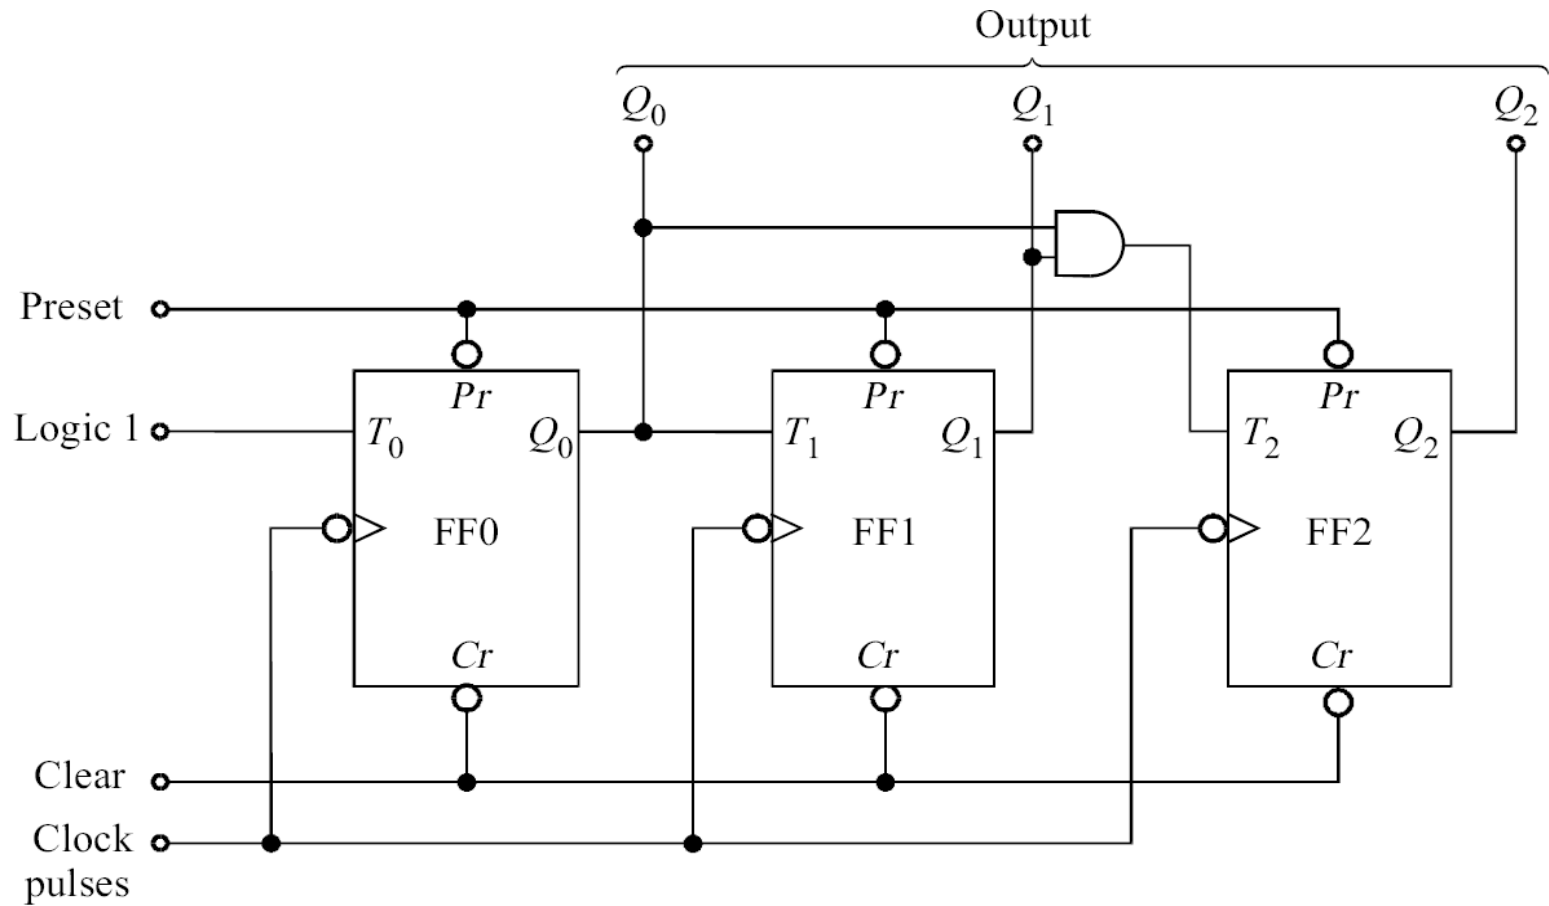 Output
Q0 Q1 Q2
Preset
Pr Pr Pr
Logic 1 T0 Q0 T1 Q1 T2 Q2
FF0 FF1 FF2
Cr Cr Cr
Clear
Clock
pulses